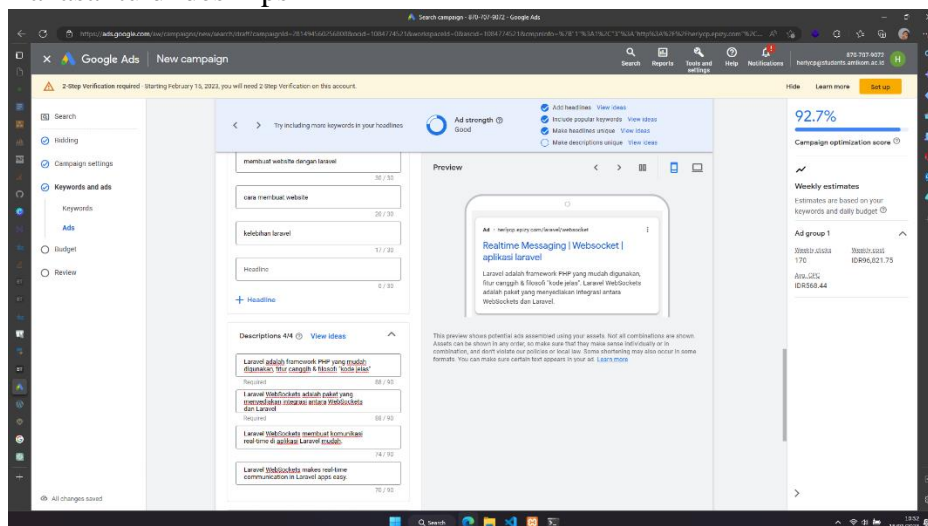 Search campaign - 870-707-9072 - Google Ads
Google Ads
New campaign
Search
Reports
Tools and settings
Help
Notifications
870-707-9072
herlycp@students.amikom.ac.id
H
2-Step Verification required - Starting February 15, 2023, you will need 2 Step Verification on this account.
Hide
Learn more
Set up
Search
Bidding
Campaign settings
Keywords and ads
Keywords
Ads
Budget
Review
All changes saved
Try including more keywords in your headlines
Ad strength
Good
Add headlines View ideas
Include popular keywords View ideas
Make headlines unique View ideas
Make descriptions unique View ideas
membuat website dengan laravel
30 / 30
cara membuat website
20 / 30
kelebihan laravel
17 / 30
Headline
0 / 30
+ Headline
Descriptions 4/4
View ideas
Laravel adalah framework PHP yang mudah
digunakan, fitur canggih & filosofi "kode jelas"
Required
88 / 90
Laravel WebSockets adalah paket yang
menyediakan integrasi antara WebSockets
dan Laravel
Required
88 / 90
Laravel WebSockets membuat komunikasi
real-time di aplikasi Laravel mudah.
74 / 90
Laravel WebSockets makes real-time
communication in Laravel apps easy.
70 / 90
Preview
Ad
Realtime Messaging | Websocket |
aplikasi laravel
Laravel adalah framework PHP yang mudah digunakan,
fitur canggih & filosofi "kode jelas". Laravel WebSockets
adalah paket yang menyediakan integrasi antara
WebSockets dan Laravel.
This preview shows potential ads assembled using your assets. Not all combinations are shown.
Assets can be shown in any order, so make sure that they make sense individually or in
combination, and don't violate our policies or local law. Some shortening may also occur in some
formats. You can make sure certain text appears in your ad. Learn more
92.7%
Campaign optimization score
Weekly estimates
Estimates are based on your
keywords and daily budget
Ad group 1
Weekly clicks
Weekly cost
170
IDR96,821.75
Avg. CPC
IDR568.44
Search